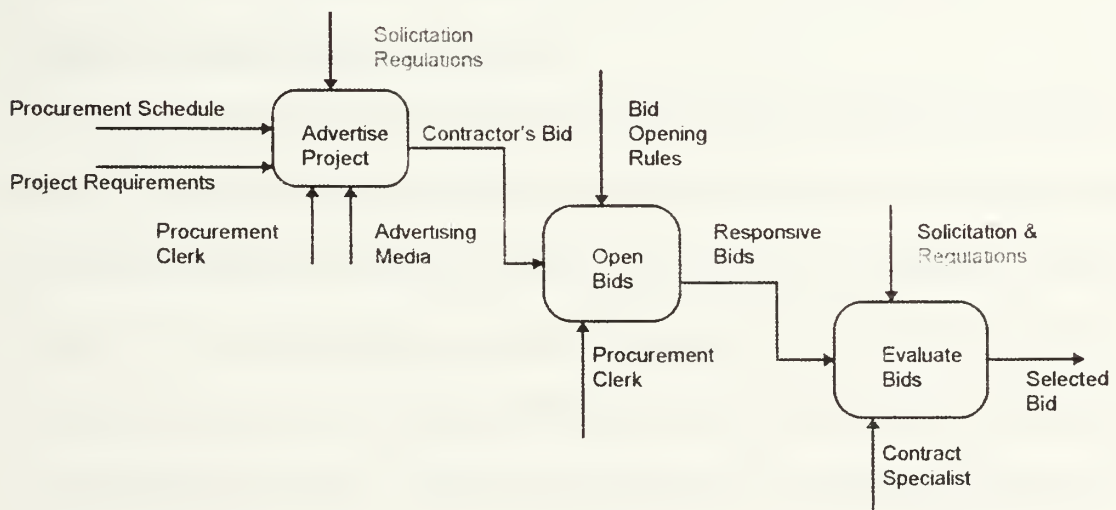 Solicitation
Regulations
Procurement Schedule
Project Requirements
Advertise
Project
Procurement
Clerk
Advertising
Media
Contractor's Bid
Bid
Opening
Rules
Open
Bids
Procurement
Clerk
Responsive
Bids
Solicitation &
Regulations
Evaluate
Bids
Contract
Specialist
Selected
Bid